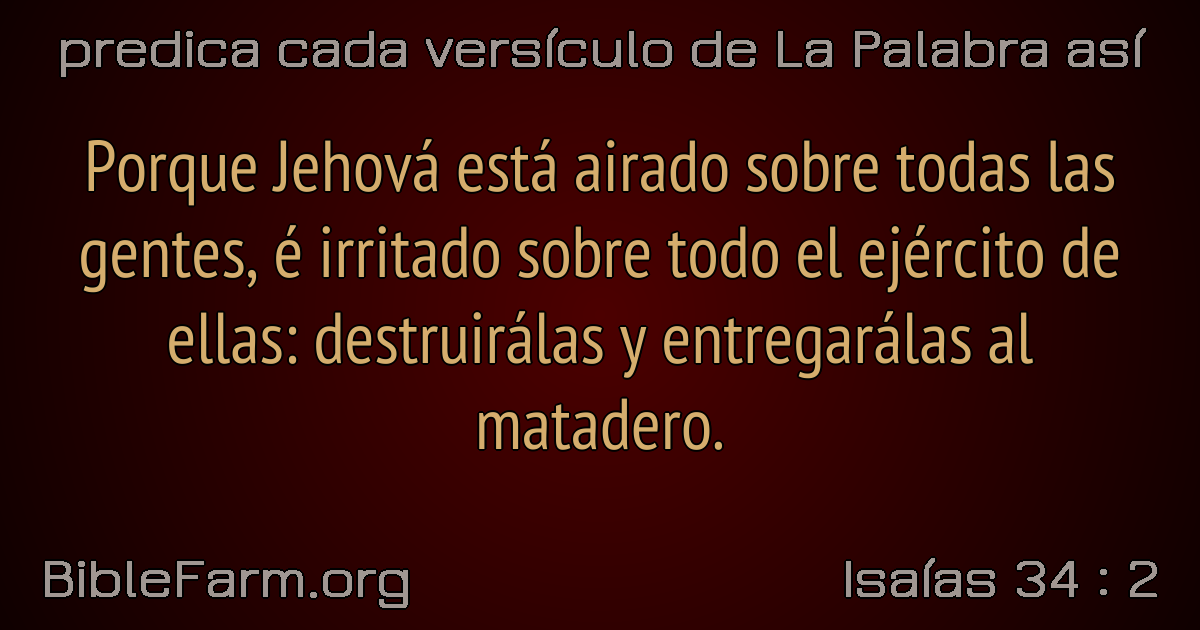 predica cada versículo de La Palabra así
Porque Jehová está airado sobre todas las
gentes, é irritado sobre todo el ejército de
ellas: destruirálas y entregarálas al
matadero.
BibleFarm.org
Isaías 34 : 2